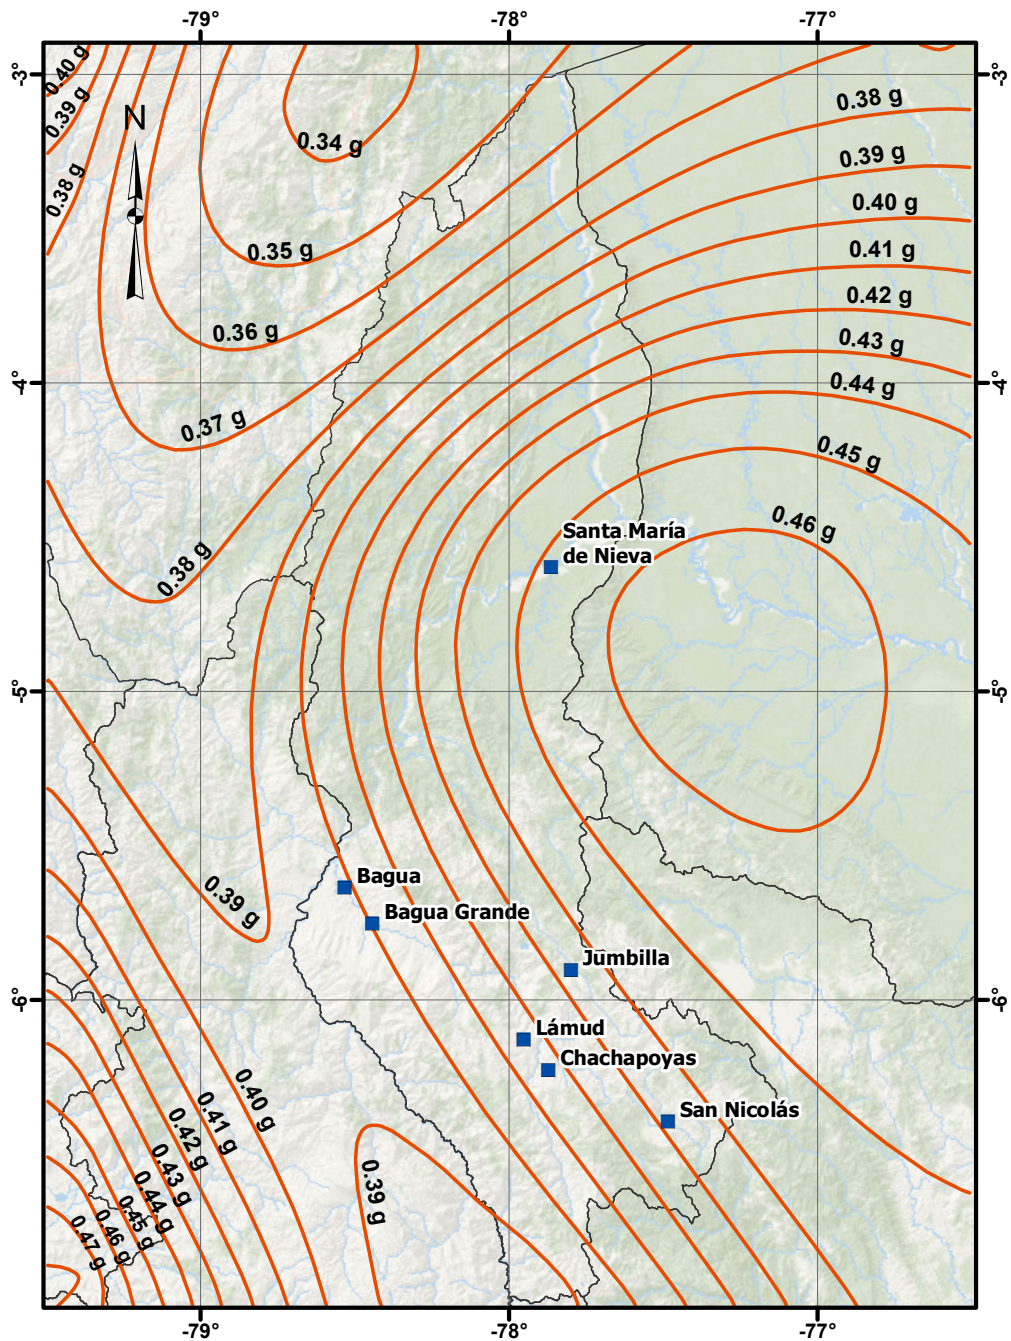 -79°
-78°
-77°
-3°
-3°
0.40 g
0.39 g
0.38 g
N
0.34 g
0.38 g
0.39 g
0.40 g
0.35 g
0.41 g
0.42 g
0.36 g
0.43 g
-4°
-4°
0.44 g
0.37 g
0.45 g
0.46 g
Santa María
de Nieva
0.38 g
-5°
-5°
Bagua
0.39 g
Bagua Grande
Jumbilla
-6°
-6°
Lámud
Chachapoyas
San Nicolás
0.40 g
0.41 g
0.42 g
0.43 g
0.44 g
0.45 g
0.46 g
0.47 g
0.39 g
-79°
-78°
-77°